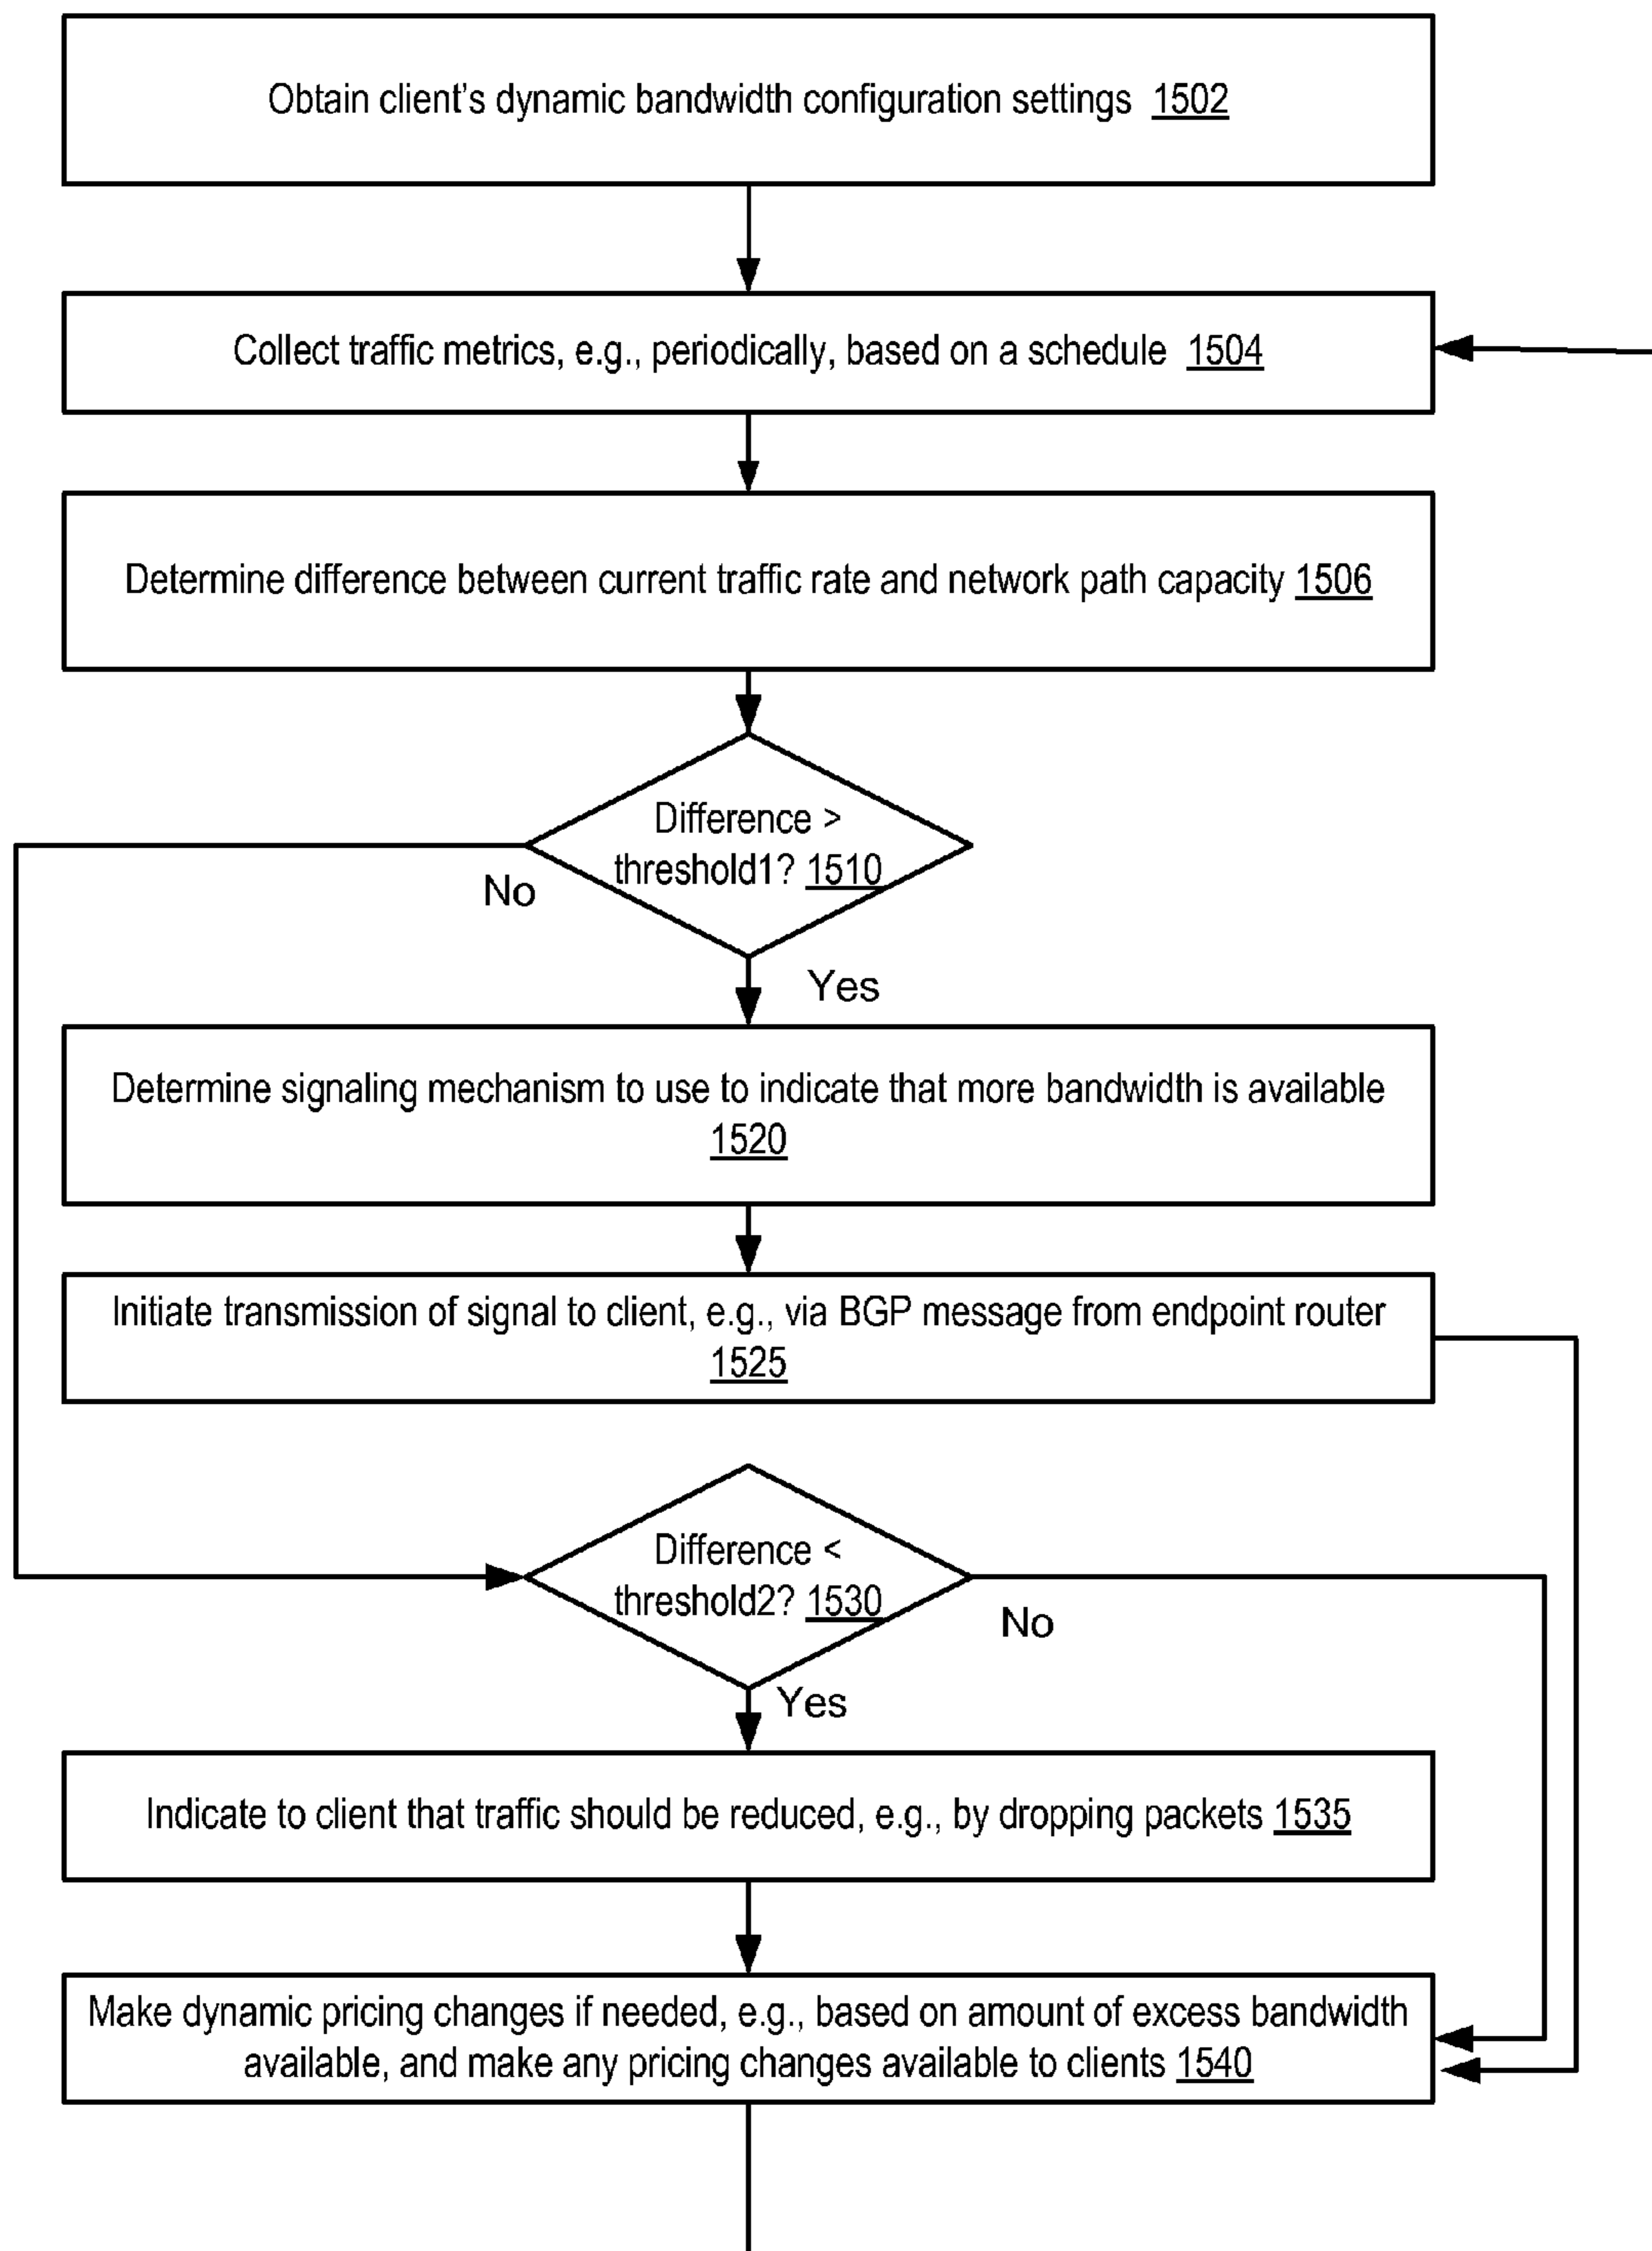 Obtain client's dynamic bandwidth configuration settings 1502
Collect traffic metrics, e.g., periodically, based on a schedule 1504
Determine difference between current traffic rate and network path capacity 1506
Difference >
threshold1? 1510
No
Yes
Determine signaling mechanism to use to indicate that more bandwidth is available
1520
Initiate transmission of signal to client, e.g., via BGP message from endpoint router
1525
Difference <
threshold2? 1530
No
Yes
Indicate to client that traffic should be reduced, e.g., by dropping packets 1535
Make dynamic pricing changes if needed, e.g., based on amount of excess bandwidth
available, and make any pricing changes available to clients 1540